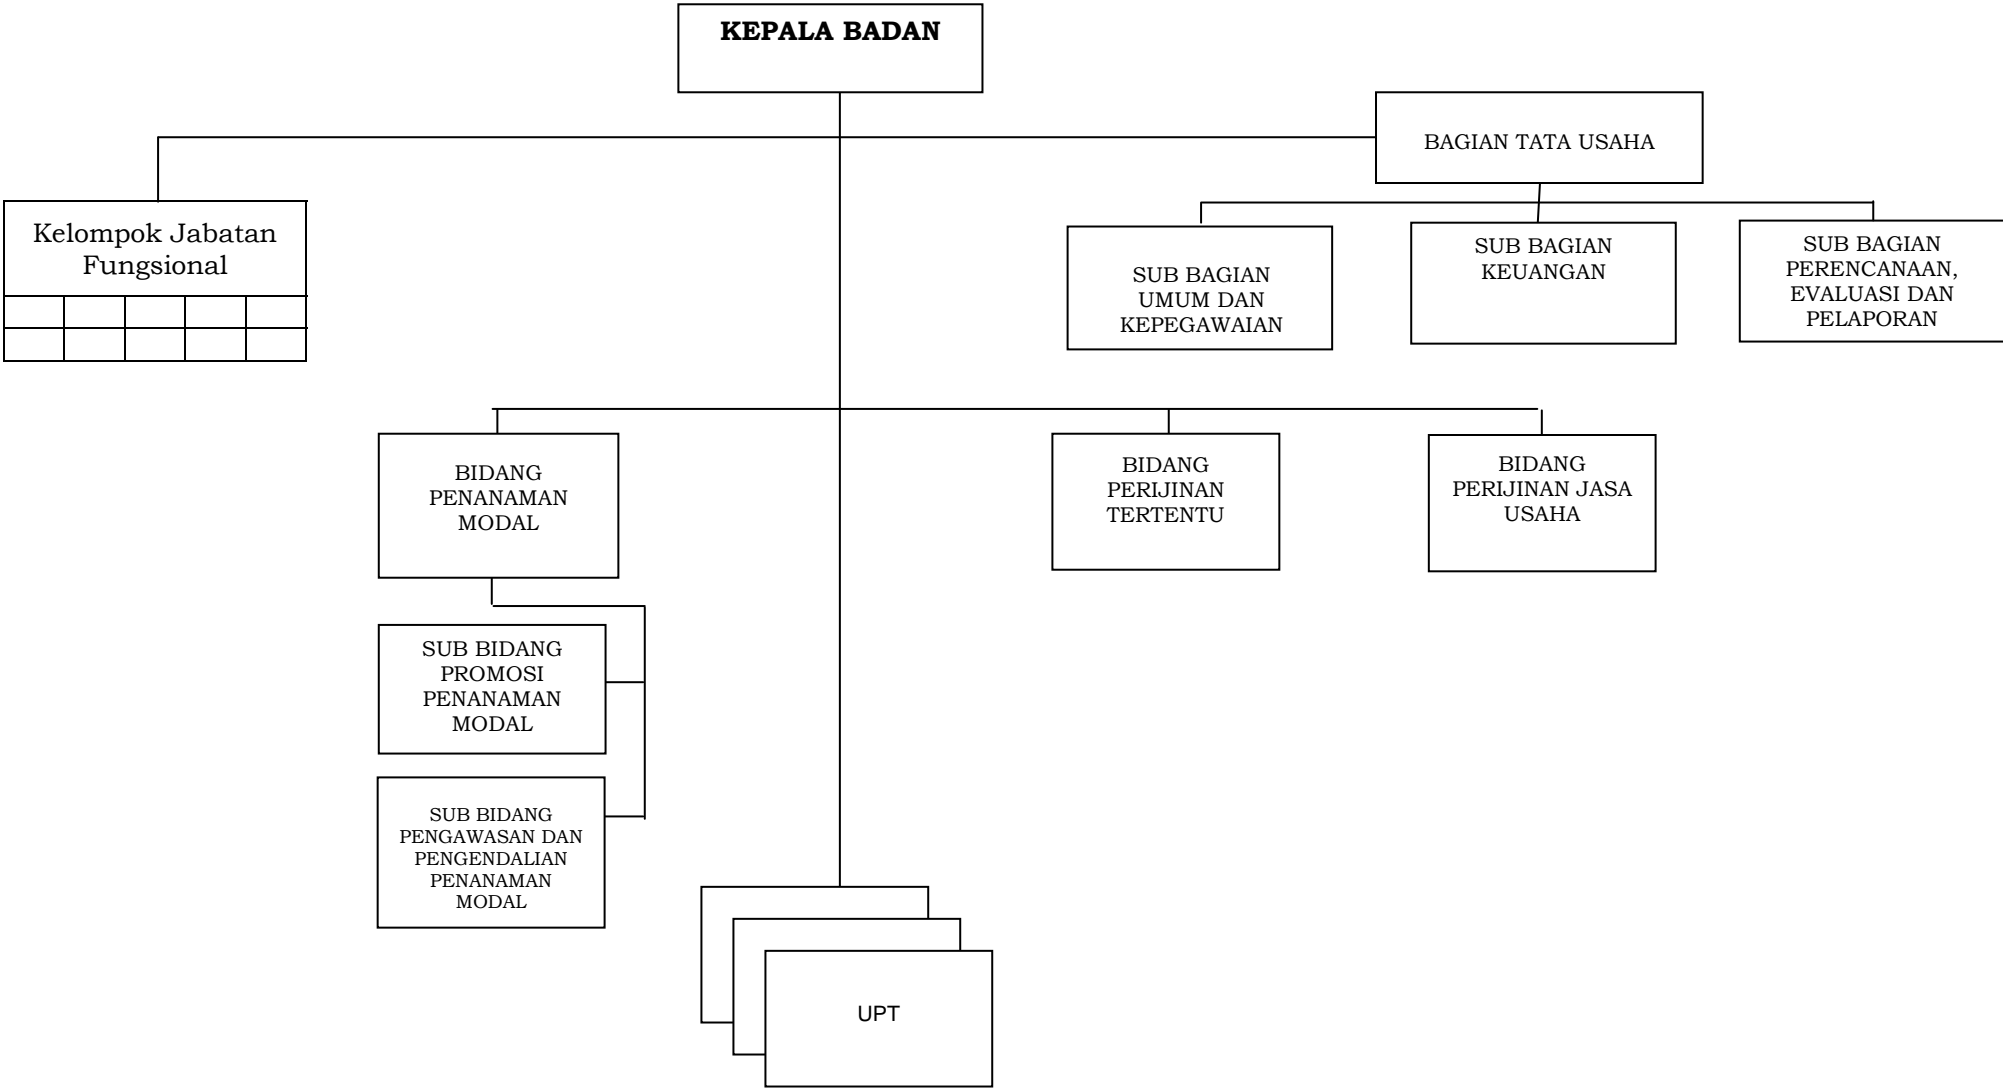 KEPALA BADAN
BAGIAN TATA USAHA
Kelompok Jabatan
Fungsional
SUB BAGIAN
UMUM DAN
KEPEGAWAIAN
SUB BAGIAN
KEUANGAN
SUB BAGIAN
PERENCANAAN,
EVALUASI DAN
PELAPORAN
BIDANG
PENANAMAN
MODAL
BIDANG
PERIJINAN
TERTENTU
BIDANG
PERIJINAN JASA
USAHA
SUB BIDANG
PROMOSI
PENANAMAN
MODAL
SUB BIDANG
PENGAWASAN DAN
PENGENDALIAN
PENANAMAN
MODAL
UPT